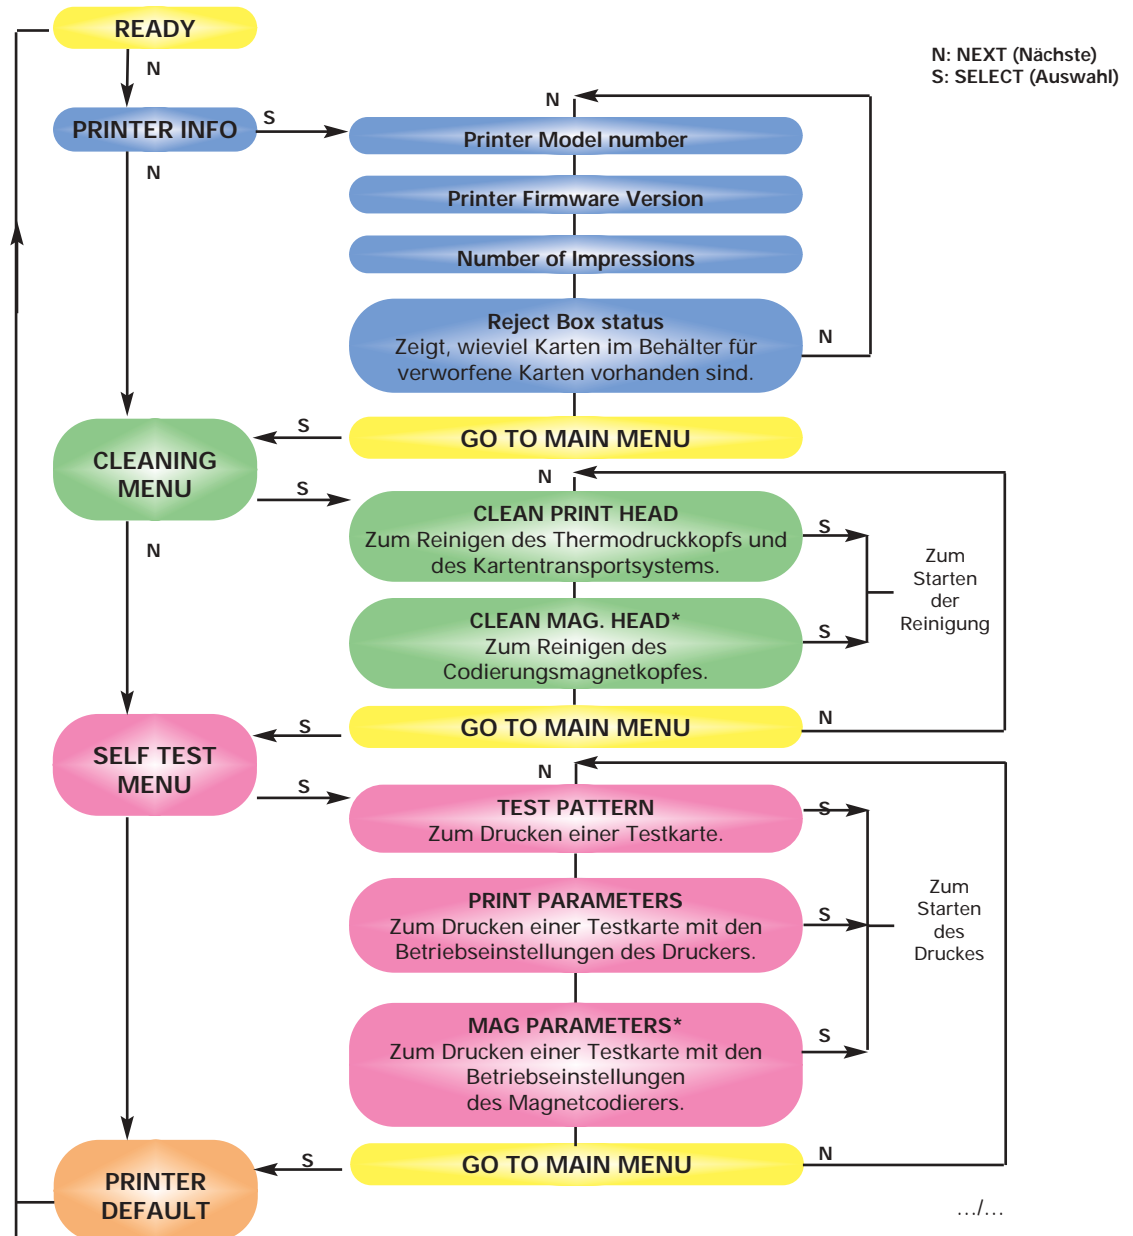 READY
N: NEXT (Nächste)
S: SELECT (Auswahl)
N
N
PRINTER INFO
S
Printer Model number
N
Printer Firmware Version
Number of Impressions
Reject Box status
Zeigt, wieviel Karten im Behälter für
verworfene Karten vorhanden sind.
N
S
GO TO MAIN MENU
CLEANING
MENU
N
S
CLEAN PRINT HEAD
Zum Reinigen des Thermodruckkopfs und
des Kartentransportsystems.
S
N
Zum
Starten
der
Reinigung
CLEAN MAG. HEAD*
Zum Reinigen des
Codierungsmagnetkopfes.
S
S
GO TO MAIN MENU
N
SELF TEST
MENU
N
S
TEST PATTERN
Zum Drucken einer Testkarte.
S
PRINT PARAMETERS
Zum Drucken einer Testkarte mit den
Betriebseinstellungen des Druckers.
S
Zum
Starten
des
Druckes
MAG PARAMETERS*
Zum Drucken einer Testkarte mit den
Betriebseinstellungen
des Magnetcodierers.
S
S
GO TO MAIN MENU
N
PRINTER
DEFAULT
.../...